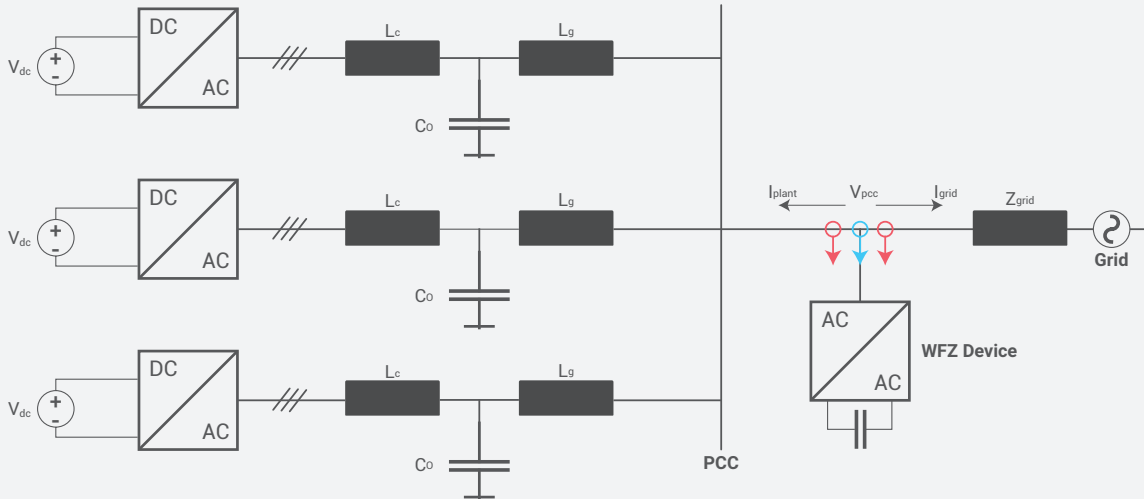 DC
Lc
Lg
Vdc
+
-
AC
Co
Iplant
Vpcc
Igrid
Zgrid
DC
Lc
Lg
Vdc
+
-
AC
Grid
Co
AC
WFZ Device
AC
DC
Lc
Lg
Vdc
+
-
AC
PCC
Co